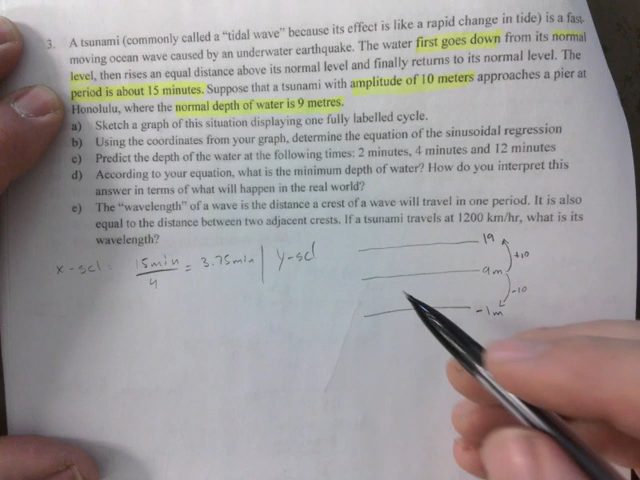 3. A tsunami (commonly called a "tidal wave" because its effect is like a rapid change in tide) is a fast-
moving ocean wave caused by an underwater earthquake. The water first goes down from its normal
level, then rises an equal distance above its normal level and finally returns to its normal level. The
period is about 15 minutes. Suppose that a tsunami with amplitude of 10 meters approaches a pier at
Honolulu, where the normal depth of water is 9 metres.
a) Sketch a graph of this situation displaying one fully labelled cycle.
b) Using the coordinates from your graph, determine the equation of the sinusoidal regression
c) Predict the depth of the water at the following times: 2 minutes, 4 minutes and 12 minutes
d) According to your equation, what is the minimum depth of water? How do you interpret this
answer in terms of what will happen in the real world?
e) The "wavelength" of a wave is the distance a crest of a wave will travel in one period. It is also
equal to the distance between two adjacent crests. If a tsunami travels at 1200 km/hr, what is its
wavelength?
x-scl: 15min/4 = 3.75min | y-scl
19
+10
9m
-10
-1m